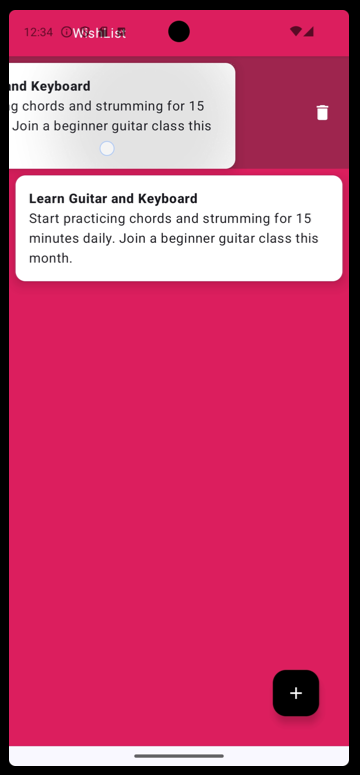 12:34 WishList
nd Keyboard
g chords and strumming for 15
Join a beginner guitar class this
Learn Guitar and Keyboard
Start practicing chords and strumming for 15
minutes daily. Join a beginner guitar class this
month.